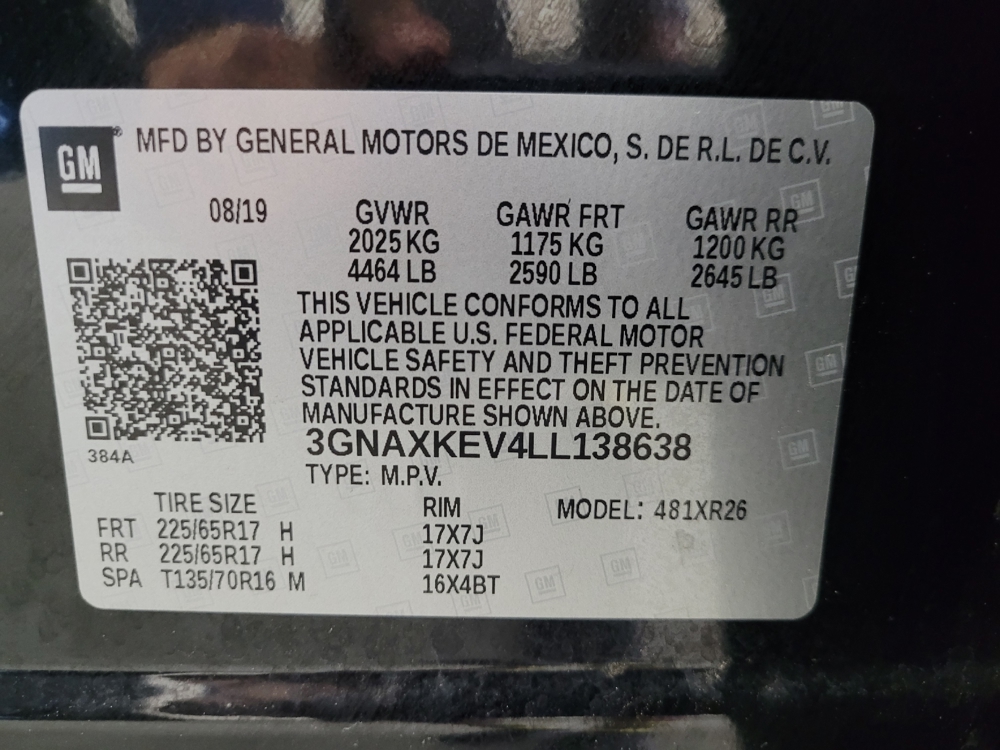 GM® MFD BY GENERAL MOTORS DE MEXICO, S. DE R.L. DE C.V.
08/19 GVWR GAWR FRT GAWR RR
2025 KG 1175 KG 1200 KG
4464 LB 2590 LB 2645 LB
THIS VEHICLE CONFORMS TO ALL
APPLICABLE U.S. FEDERAL MOTOR
VEHICLE SAFETY AND THEFT PREVENTION
STANDARDS IN EFFECT ON THE DATE OF
MANUFACTURE SHOWN ABOVE.
384A
3GNAXKEV4LL138638
TYPE: M.P.V.
TIRE SIZE RIM MODEL: 481XR26
FRT 225/65R17 H 17X7J
RR 225/65R17 H 17X7J
SPA T135/70R16 M 16X4BT